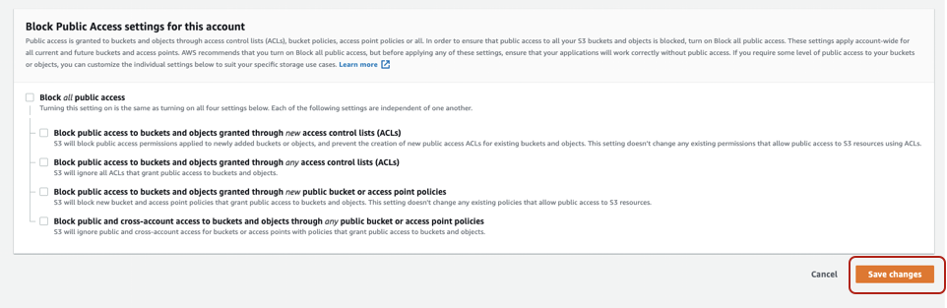 Block Public Access settings for this account
Public access is granted to buckets and objects through access control lists (ACLs), bucket policies, access point policies or all. In order to ensure that public access to all your S3 buckets and objects is blocked, turn on Block all public access. These settings apply account-wide for
all current and future buckets and access points. AWS recommends that you turn on Block all public access, but before applying any of these settings, ensure that your applications will work correctly without public access. If you require some level of public access to your buckets
or objects, you can customize the individual settings below to suit your specific storage use cases. Learn more
Block all public access
Turning this setting on is the same as turning on all four settings below. Each of the following settings are independent of one another.
Block public access to buckets and objects granted through new access control lists (ACLs)
S3 will block public access permissions applied to newly added buckets or objects, and prevent the creation of new public access ACLs for existing buckets and objects. This setting doesn't change any existing permissions that allow public access to S3 resources using ACLs.
Block public access to buckets and objects granted through any access control lists (ACLs)
S3 will ignore all ACLs that grant public access to buckets and objects.
Block public access to buckets and objects granted through new public bucket or access point policies
S3 will block new bucket and access point policies that grant public access to buckets and objects. This setting doesn't change any existing policies that allow public access to S3 resources.
Block public and cross-account access to buckets and objects through any public bucket or access point policies
S3 will ignore public and cross-account access for buckets or access points with policies that grant public access to buckets and objects.
Cancel
Save changes